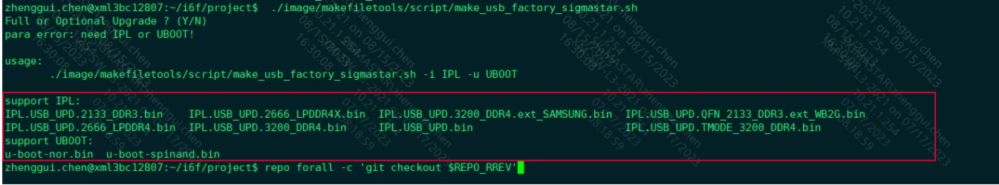 zhenggui.chen@xml3bc12807:~/i6f/project$ ./image/makefiletools/script/make_usb_factory_sigmastar.sh
Full or Optional Upgrade ? (Y/N)
para error: need IPL or UBOOT!
usage:
./image/makefiletools/script/make_usb_factory_sigmastar.sh -i IPL -u UBOOT
support IPL:
IPL.USB_UPD.2133_DDR3.bin IPL.USB_UPD.2666_LPDDR4X.bin IPL.USB_UPD.3200_DDR4.ext_SAMSUNG.bin IPL.USB_UPD.QFN_2133_DDR3.ext_WB2G.bin
IPL.USB_UPD.2666_LPDDR4.bin IPL.USB_UPD.3200_DDR4.bin IPL.USB_UPD.bin IPL.USB_UPD.TMODE_3200_DDR4.bin
support UBOOT:
u-boot-nor.bin u-boot-spinand.bin
zhenggui.chen@xml3bc12807:~/i6f/project$ repo forall -c 'git checkout $REPO_RREV'